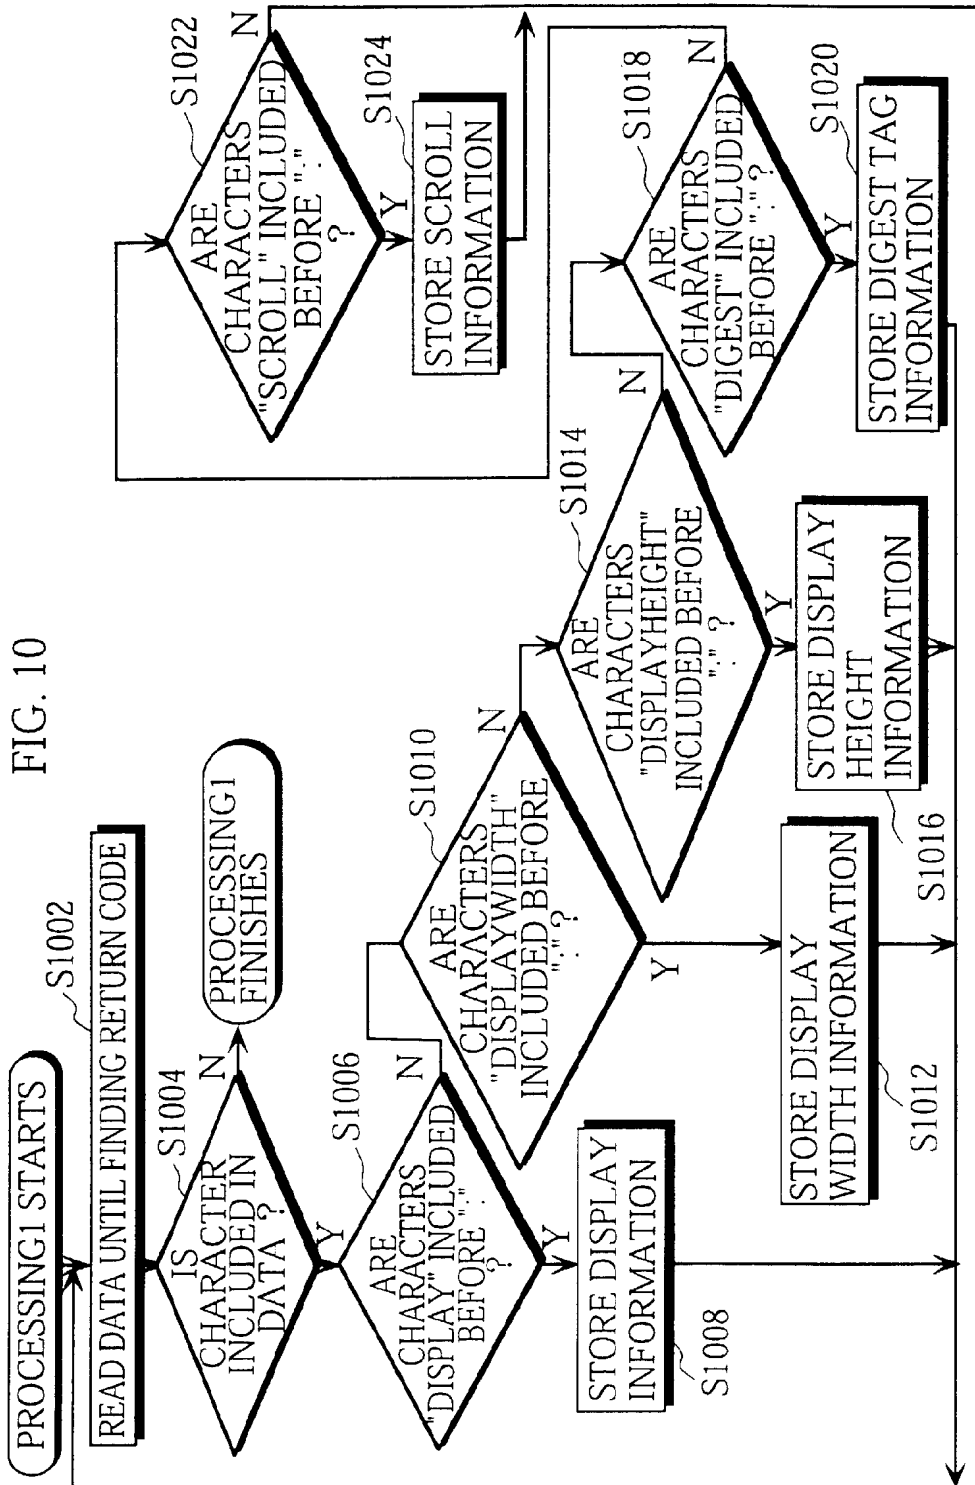 FIG. 10
PROCESSING1 STARTS
S1002
READ DATA UNTIL FINDING RETURN CODE
S1004
IS
CHARACTER
INCLUDED IN
DATA ?
N
PROCESSING1
FINISHES
Y
S1006
ARE
CHARACTERS
"DISPLAY" INCLUDED
BEFORE ":"
?
N
Y
STORE DISPLAY
INFORMATION
S1008
S1010
ARE
CHARACTERS
"DISPLAYWIDTH"
INCLUDED BEFORE
":" ?
N
Y
STORE DISPLAY
WIDTH INFORMATION
S1012
S1014
ARE
CHARACTERS
"DISPLAYHEIGHT"
INCLUDED BEFORE
":" ?
N
Y
STORE DISPLAY
HEIGHT
INFORMATION
S1016
S1018
ARE
CHARACTERS
"DIGEST" INCLUDED
BEFORE ":" ?
N
Y
S1020
STORE DIGEST TAG
INFORMATION
S1022
ARE
CHARACTERS
"SCROLL" INCLUDED
BEFORE ":"
?
N
Y
S1024
STORE SCROLL
INFORMATION